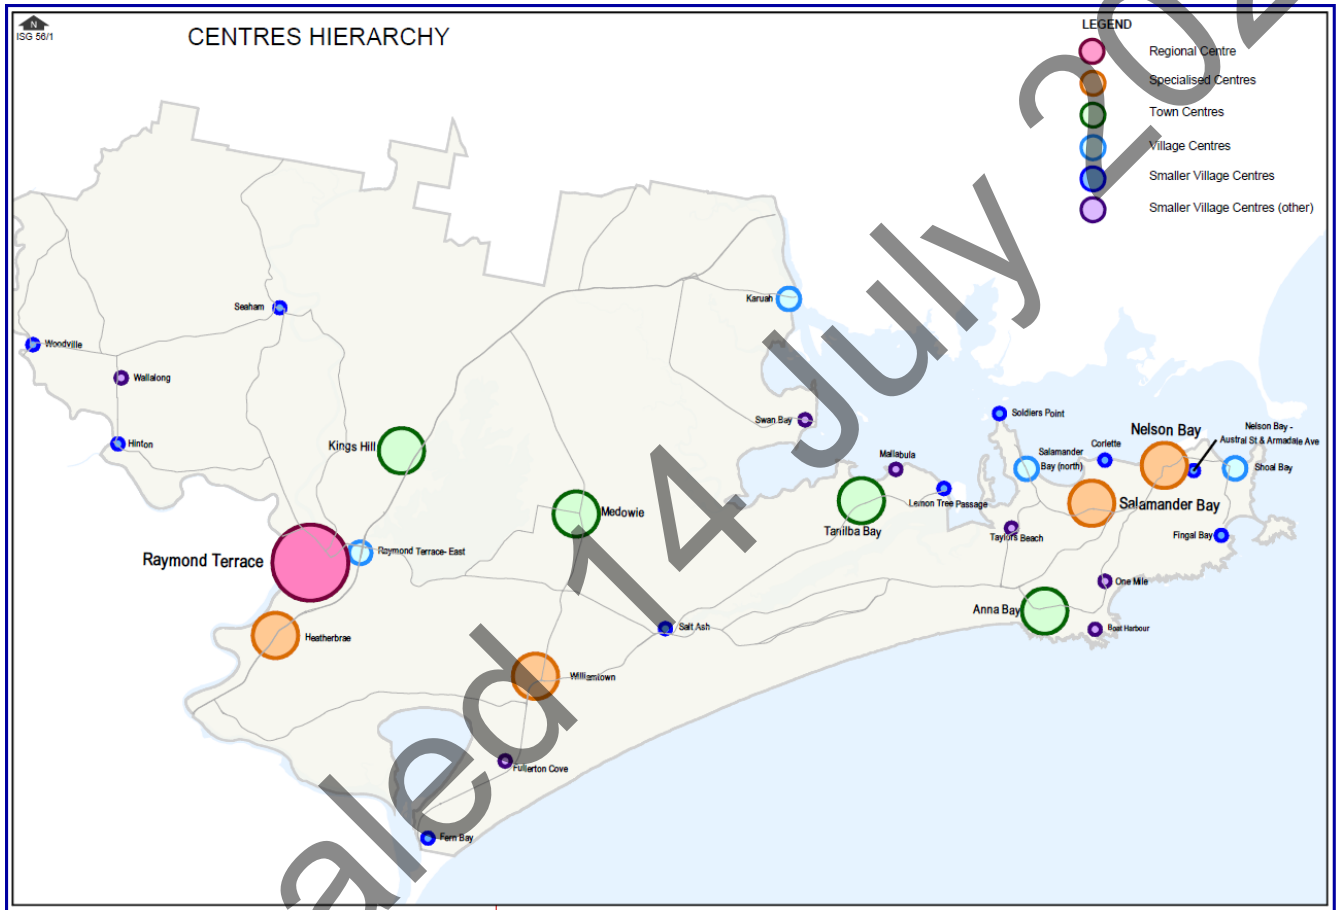 N
ISG 56/1
CENTRES HIERARCHY
LEGEND
Regional Centre
Specialised Centres
Town Centres
Village Centres
Smaller Village Centres
Smaller Village Centres (other)
Seaham
Karuah
Woodville
Wallalong
Hinton
Swan Bay
Soldiers Point
Kings Hill
Mallabula
Salamander
Bay (north)
Corlette
Nelson Bay
Nelson Bay -
Austral St & Armadale Ave
Shoal Bay
Lemon Tree Passage
Salamander Bay
Medowie
Tanilba Bay
Taylors Beach
Fingal Bay
Raymond Terrace- East
Raymond Terrace
One Mile
Anna Bay
Boat Harbour
Salt Ash
Heatherbrae
Williamtown
Fullerton Cove
Fern Bay
aled 14 July 202